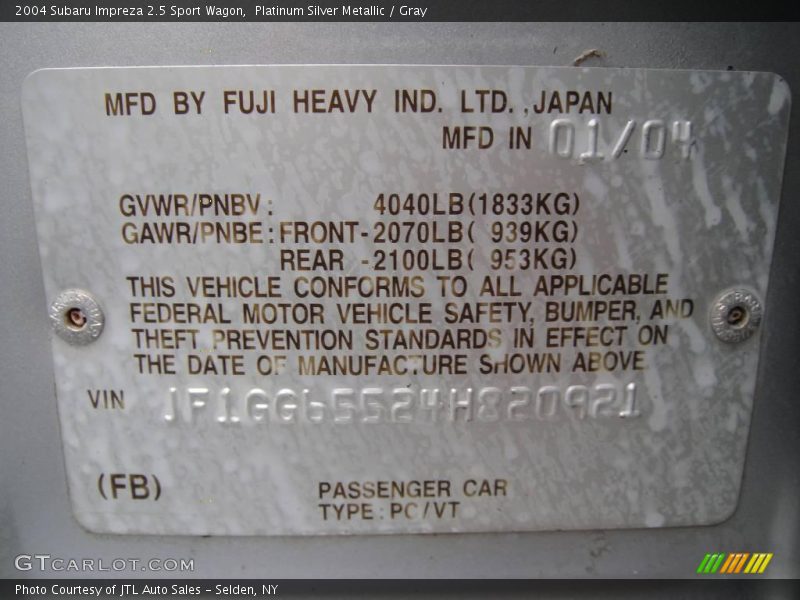 2004 Subaru Impreza 2.5 Sport Wagon, Platinum Silver Metallic / Gray
MFD BY FUJI HEAVY IND. LTD. ,JAPAN
MFD IN 01/04
GVWR/PNBV: 4040LB(1833KG)
GAWR/PNBE:FRONT-2070LB( 939KG)
REAR -2100LB( 953KG)
THIS VEHICLE CONFORMS TO ALL APPLICABLE
FEDERAL MOTOR VEHICLE SAFETY, BUMPER, AND
THEFT PREVENTION STANDARDS IN EFFECT ON
THE DATE OF MANUFACTURE SHOWN ABOVE.
VIN JF1GG65524H820921
(FB) PASSENGER CAR
TYPE: PC/VT
GTCARLOT.COM
Photo Courtesy of JTL Auto Sales - Selden, NY